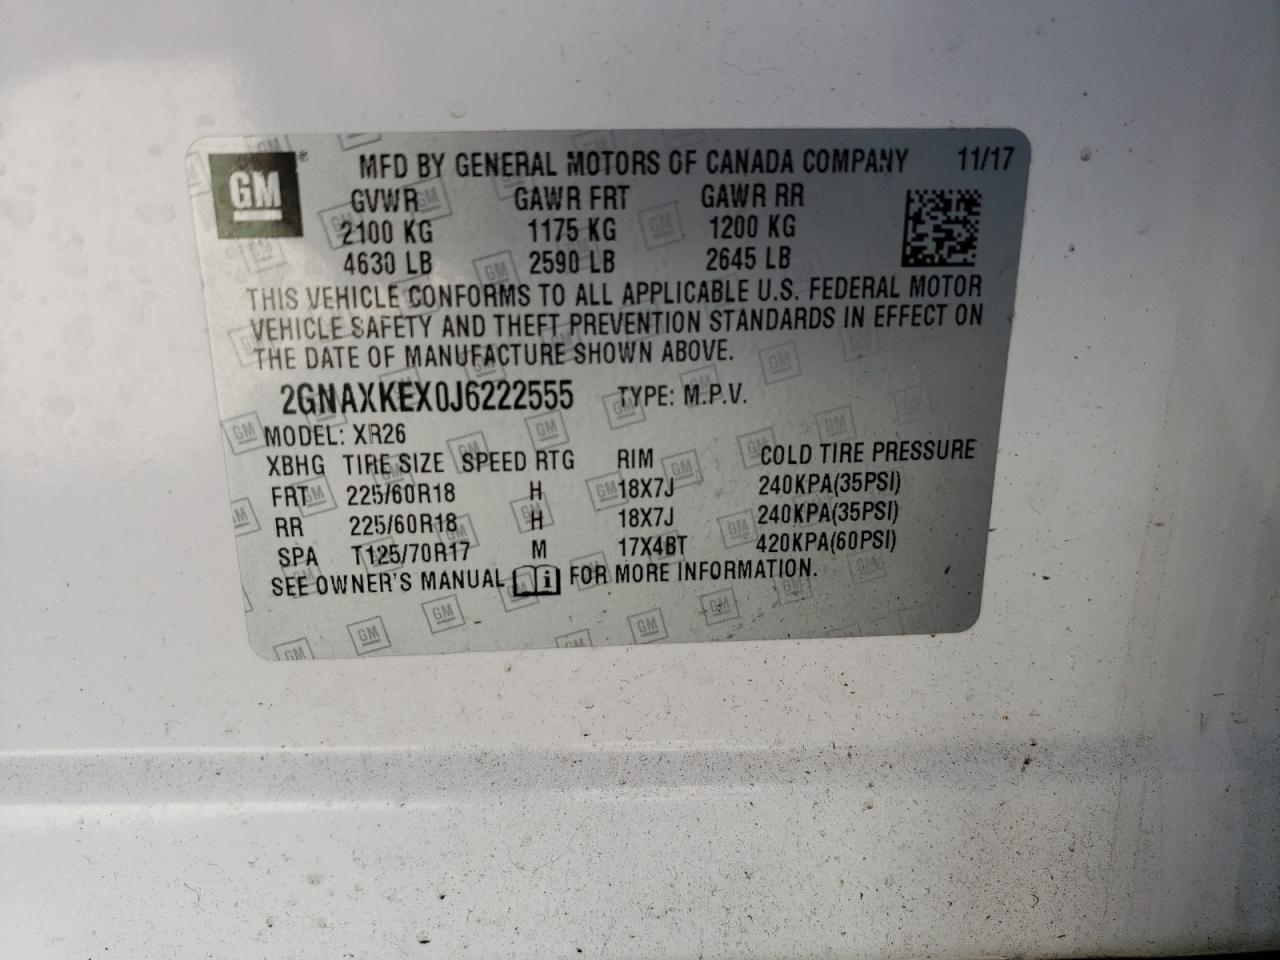 GM ® MFD BY GENERAL MOTORS OF CANADA COMPANY 11/17
GVWR GAWR FRT GAWR RR
2100 KG 1175 KG 1200 KG
4630 LB 2590 LB 2645 LB
THIS VEHICLE CONFORMS TO ALL APPLICABLE U.S. FEDERAL MOTOR
VEHICLE SAFETY AND THEFT PREVENTION STANDARDS IN EFFECT ON
THE DATE OF MANUFACTURE SHOWN ABOVE.
2GNAXKEX0J6222555 TYPE: M.P.V.
MODEL: XR26
XBHG TIRE SIZE SPEED RTG RIM COLD TIRE PRESSURE
FRT 225/60R18 H 18X7J 240KPA(35PSI)
RR 225/60R18 H 18X7J 240KPA(35PSI)
SPA T125/70R17 M 17X4BT 420KPA(60PSI)
SEE OWNER'S MANUAL i FOR MORE INFORMATION.